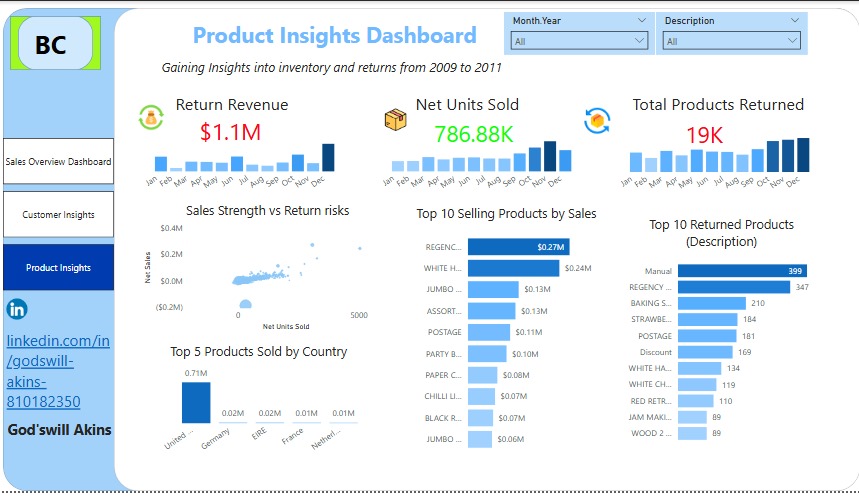 BC
Product Insights Dashboard
Month.Year
All
Description
All
Gaining Insights into inventory and returns from 2009 to 2011
Sales Overview Dashboard
Customer Insights
Product Insights
linkedin.com/in
/godswill-
akins-
810182350
God'swill Akins
Return Revenue
$1.1M
Jan Feb Mar Apr May Jun Jul Aug Sep Oct Nov Dec
Net Units Sold
786.88K
Jan Feb Mar Apr May Jun Jul Aug Sep Oct Nov Dec
Total Products Returned
19K
Jan Feb Mar Apr May Jun Jul Aug Sep Oct Nov Dec
Sales Strength vs Return risks
Net Sales
$0.4M
$0.2M
$0.0M
($0.2M)
0 5000
Net Units Sold
Top 5 Products Sold by Country
0.71M 0.02M 0.02M 0.01M 0.01M
United ... Germany EIRE France Netherl...
Top 10 Selling Products by Sales
REGENC... $0.27M
WHITE H... $0.24M
JUMBO ... $0.13M
ASSORT... $0.13M
POSTAGE $0.11M
PARTY B... $0.10M
PAPER C... $0.08M
CHILLI LI... $0.07M
BLACK R... $0.07M
JUMBO ... $0.06M
Top 10 Returned Products
(Description)
Manual 399
REGENCY ... 347
BAKING S... 210
STRAWBE... 184
POSTAGE 181
Discount 169
WHITE HA... 134
WHITE CH... 119
RED RETR... 110
JAM MAKI... 89
WOOD 2 ... 89